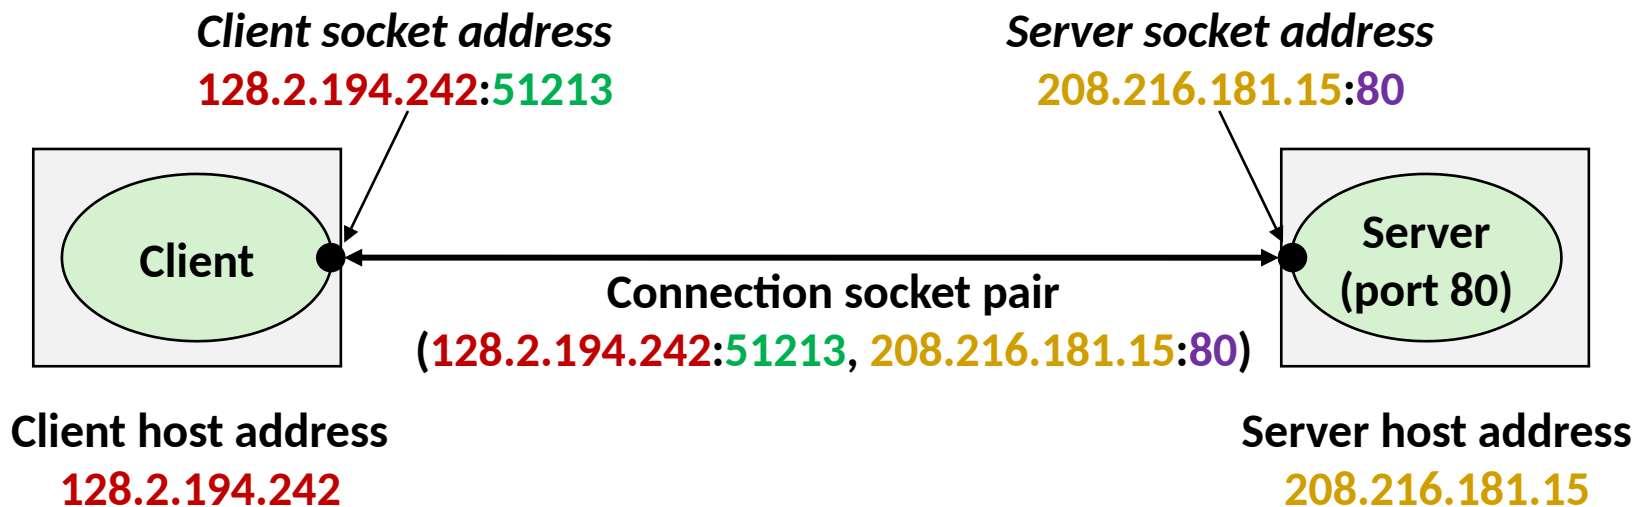 Client socket address
128.2.194.242:51213
Server socket address
208.216.181.15:80
Client
Server
(port 80)
Connection socket pair
(128.2.194.242:51213, 208.216.181.15:80)
Client host address
128.2.194.242
Server host address
208.216.181.15